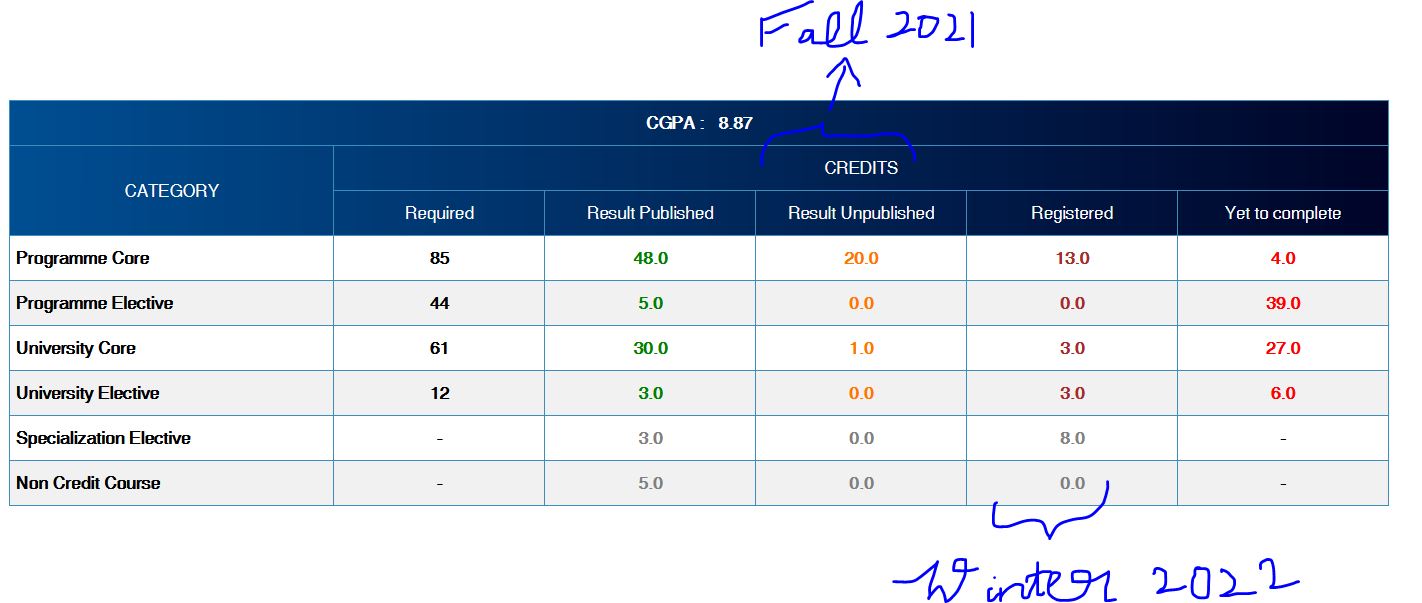 Fall 2021
CGPA : 8.87
CATEGORY
CREDITS
Required Result Published Result Unpublished Registered Yet to complete
Programme Core 85 48.0 20.0 13.0 4.0
Programme Elective 44 5.0 0.0 0.0 39.0
University Core 61 30.0 1.0 3.0 27.0
University Elective 12 3.0 0.0 3.0 6.0
Specialization Elective - 3.0 0.0 8.0 -
Non Credit Course - 5.0 0.0 0.0 -
Winter 2022